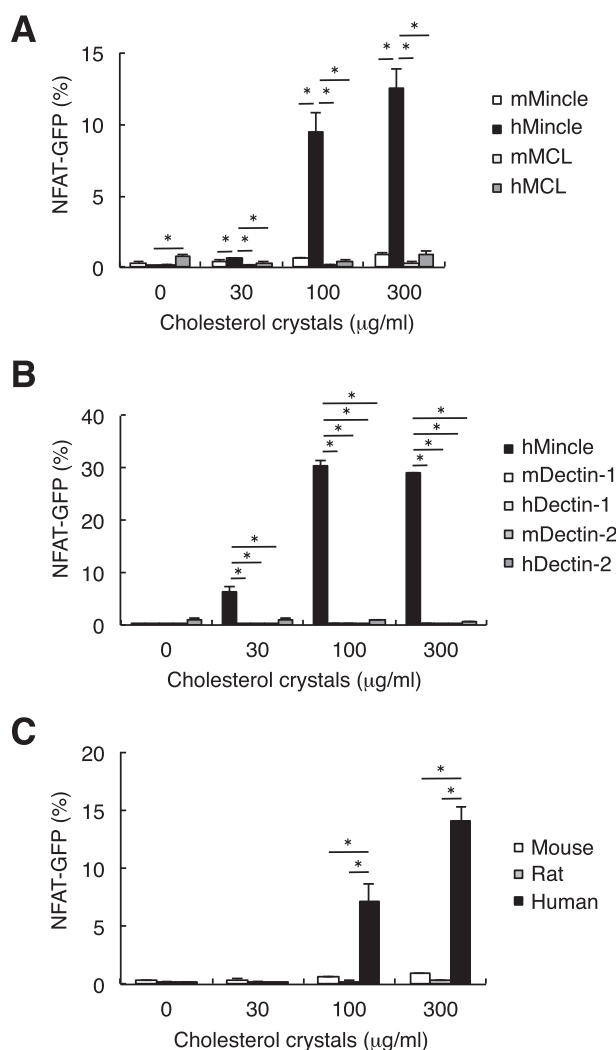 A
NFAT-GFP (%)
15
10
5
0
* * * *
* * *
* * *
*
0 30 100 300
Cholesterol crystals (μg/ml)
mMincle
hMincle
mMCL
hMCL
B
NFAT-GFP (%)
40
30
20
10
0
* * * *
* * * *
* * *
0 30 100 300
Cholesterol crystals (μg/ml)
hMincle
mDectin-1
hDectin-1
mDectin-2
hDectin-2
C
NFAT-GFP (%)
20
15
10
5
0
* *
* *
0 30 100 300
Cholesterol crystals (μg/ml)
Mouse
Rat
Human